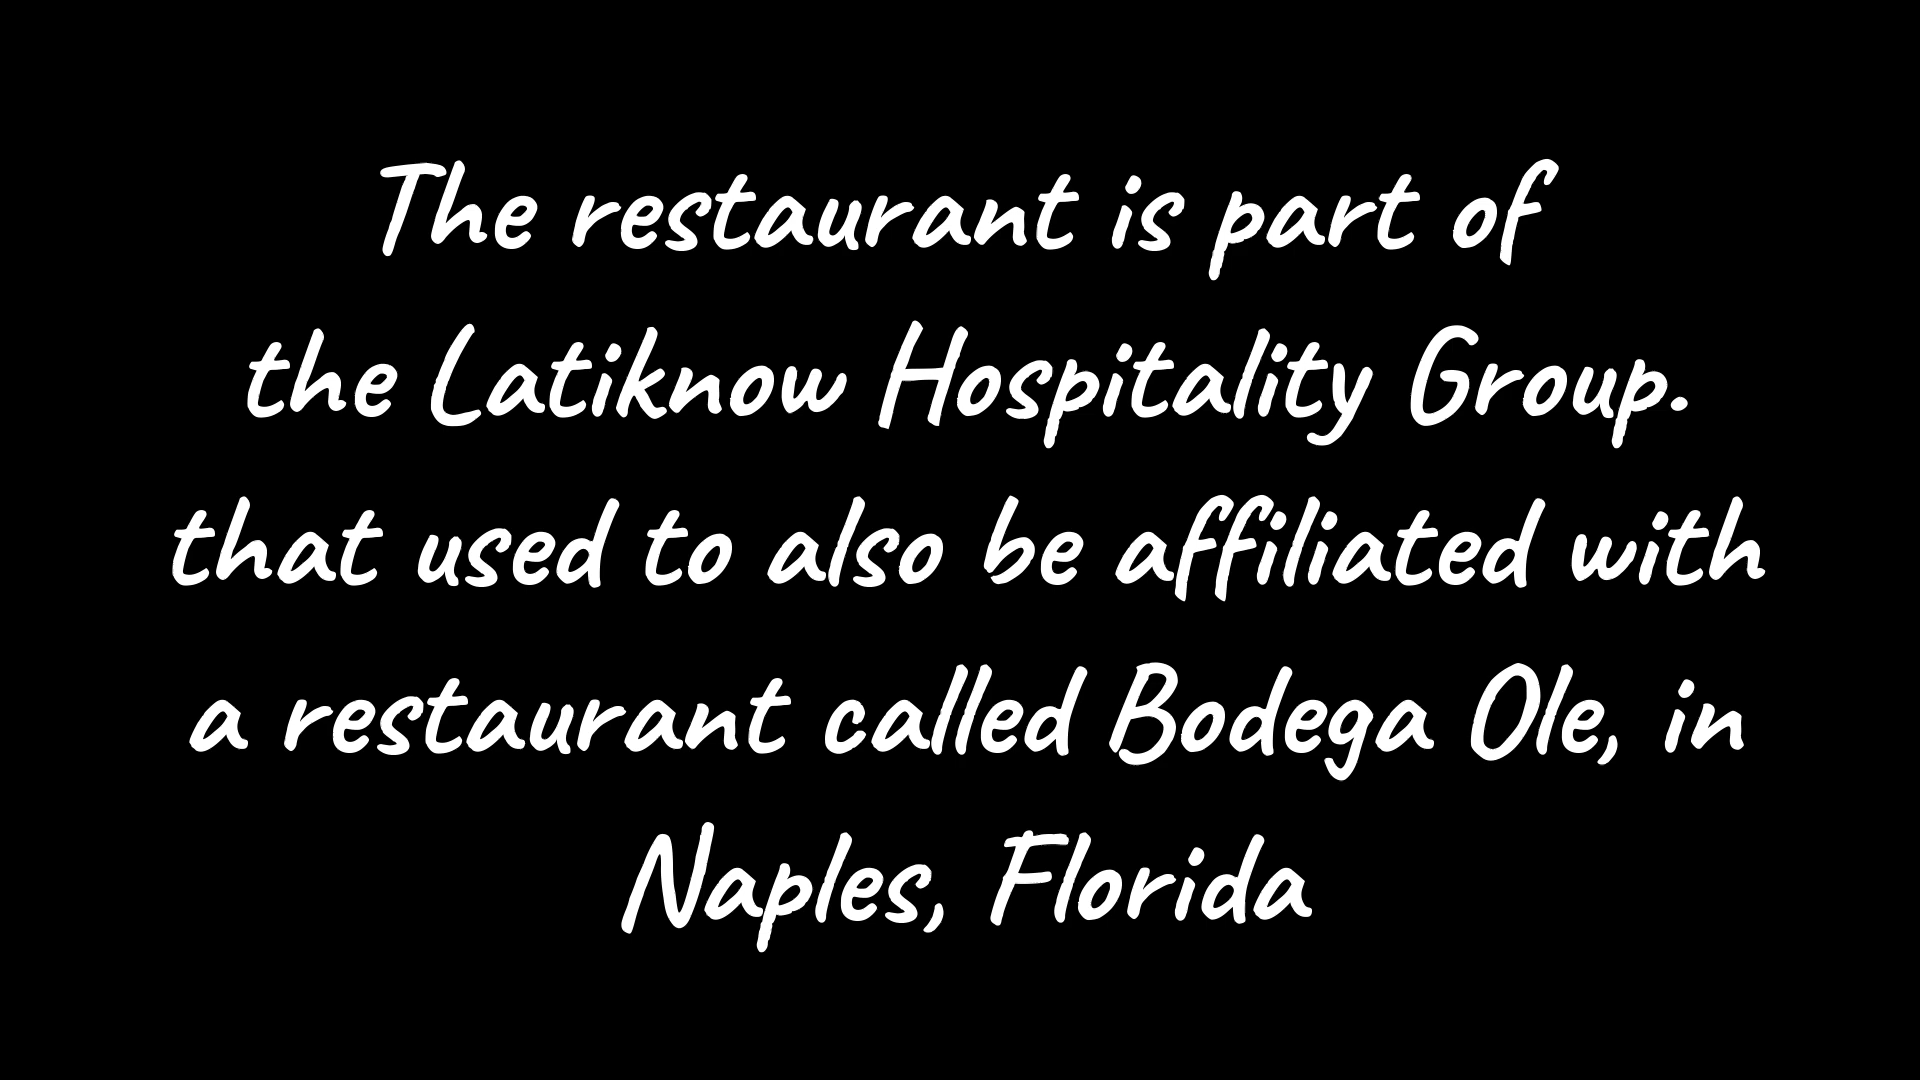 The restaurant is part of
the Latiknow Hospitality Group.
that used to also be affiliated with
a restaurant called Bodega Ole, in
Naples, Florida